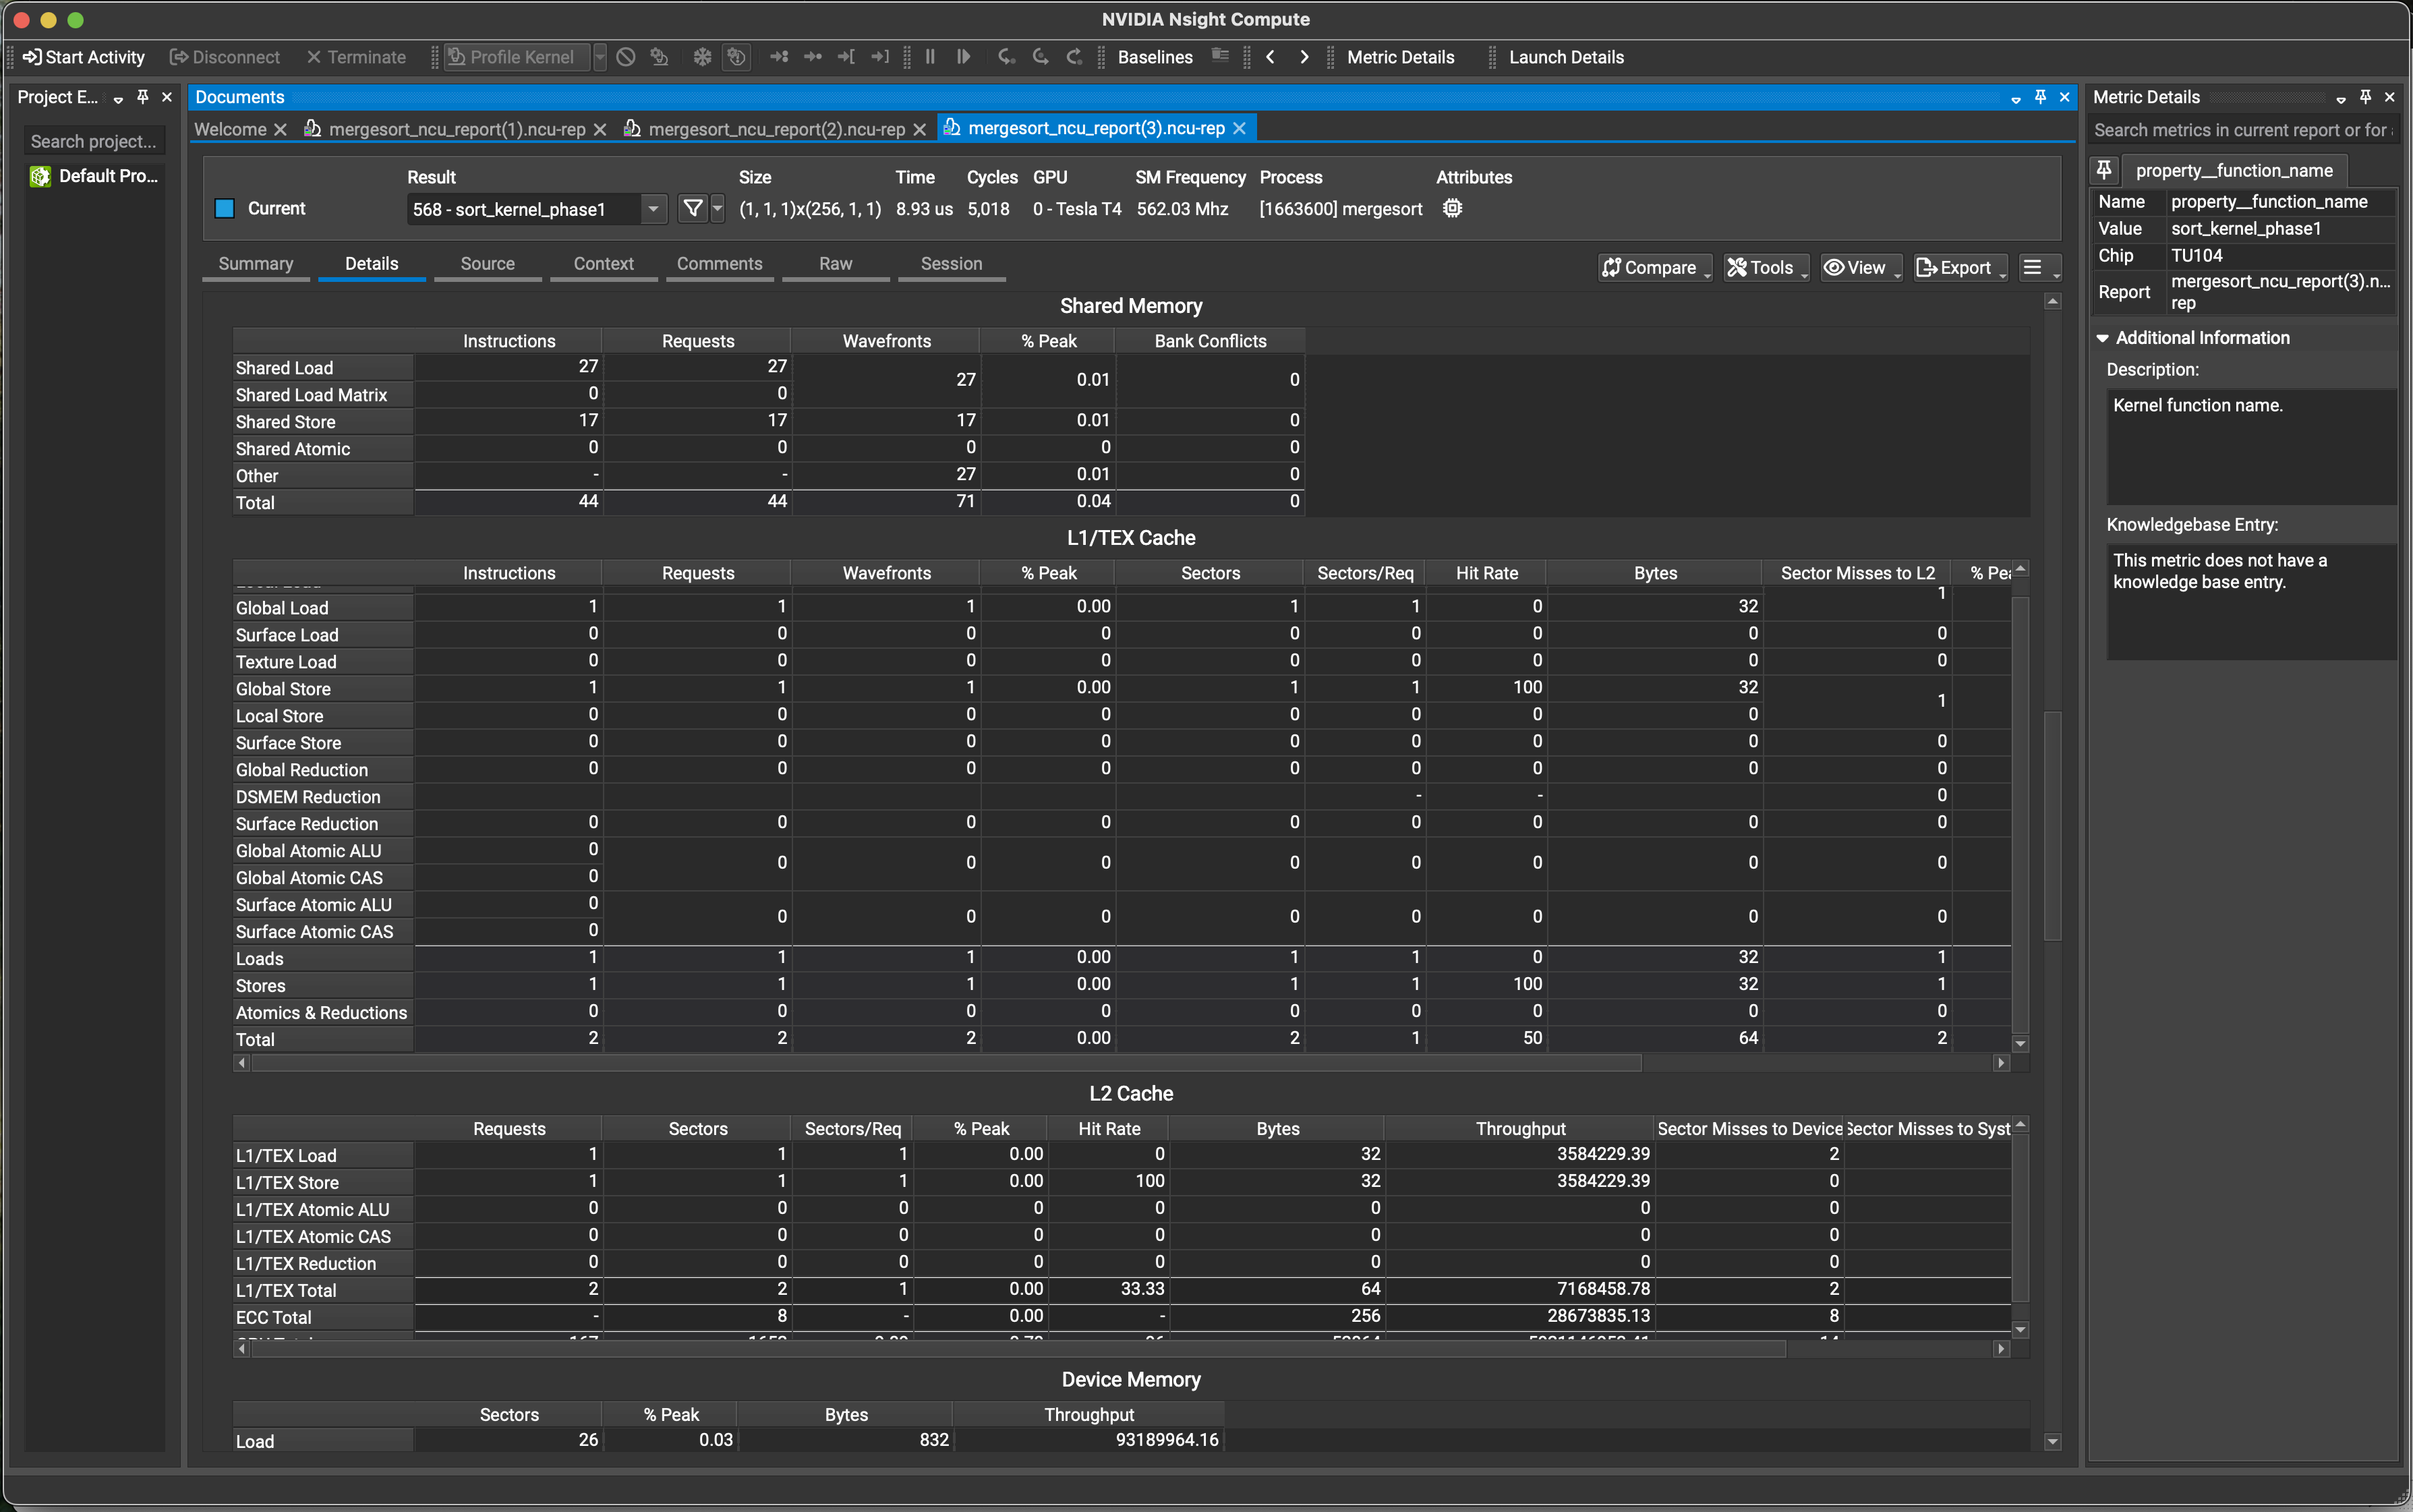 NVIDIA Nsight Compute
Start Activity Disconnect Terminate Profile Kernel Baselines Metric Details Launch Details
Project E...
Search project...
Default Pro...
Documents
Welcome mergesort_ncu_report(1).ncu-rep mergesort_ncu_report(2).ncu-rep mergesort_ncu_report(3).ncu-rep
Result Size Time Cycles GPU SM Frequency Process Attributes
Current 568 - sort_kernel_phase1 (1, 1, 1)x(256, 1, 1) 8.93 us 5,018 0 - Tesla T4 562.03 Mhz [1663600] mergesort
Summary Details Source Context Comments Raw Session Compare Tools View Export
Shared Memory
Instructions Requests Wavefronts % Peak Bank Conflicts
Shared Load 27 27 27 0.01 0
Shared Load Matrix 0 0
Shared Store 17 17 17 0.01 0
Shared Atomic 0 0 0 0 0
Other - - 27 0.01 0
Total 44 44 71 0.04 0
L1/TEX Cache
Instructions Requests Wavefronts % Peak Sectors Sectors/Req Hit Rate Bytes Sector Misses to L2
Global Load 1 1 1 0.00 1 1 0 32 1
Surface Load 0 0 0 0 0 0 0 0 0
Texture Load 0 0 0 0 0 0 0 0 0
Global Store 1 1 1 0.00 1 1 100 32 1
Local Store 0 0 0 0 0 0 0 0
Surface Store 0 0 0 0 0 0 0 0 0
Global Reduction 0 0 0 0 0 0 0 0 0
DSMEM Reduction - - 0
Surface Reduction 0 0 0 0 0 0 0 0 0
Global Atomic ALU 0 0 0 0 0 0 0 0 0
Global Atomic CAS 0
Surface Atomic ALU 0 0 0 0 0 0 0 0 0
Surface Atomic CAS 0
Loads 1 1 1 0.00 1 1 0 32 1
Stores 1 1 1 0.00 1 1 100 32 1
Atomics & Reductions 0 0 0 0 0 0 0 0 0
Total 2 2 2 0.00 2 1 50 64 2
L2 Cache
Requests Sectors Sectors/Req % Peak Hit Rate Bytes Throughput Sector Misses to Device Sector Misses to Syst
L1/TEX Load 1 1 1 0.00 0 32 3584229.39 2
L1/TEX Store 1 1 1 0.00 100 32 3584229.39 0
L1/TEX Atomic ALU 0 0 0 0 0 0 0 0
L1/TEX Atomic CAS 0 0 0 0 0 0 0 0
L1/TEX Reduction 0 0 0 0 0 0 0 0
L1/TEX Total 2 2 1 0.00 33.33 64 7168458.78 2
ECC Total - 8 - 0.00 - 256 28673835.13 8
Device Memory
Sectors % Peak Bytes Throughput
Load 26 0.03 832 93189964.16
Metric Details
Search metrics in current report or for
property__function_name
Name property__function_name
Value sort_kernel_phase1
Chip TU104
Report mergesort_ncu_report(3).n...
rep
Additional Information
Description:
Kernel function name.
Knowledgebase Entry:
This metric does not have a
knowledge base entry.